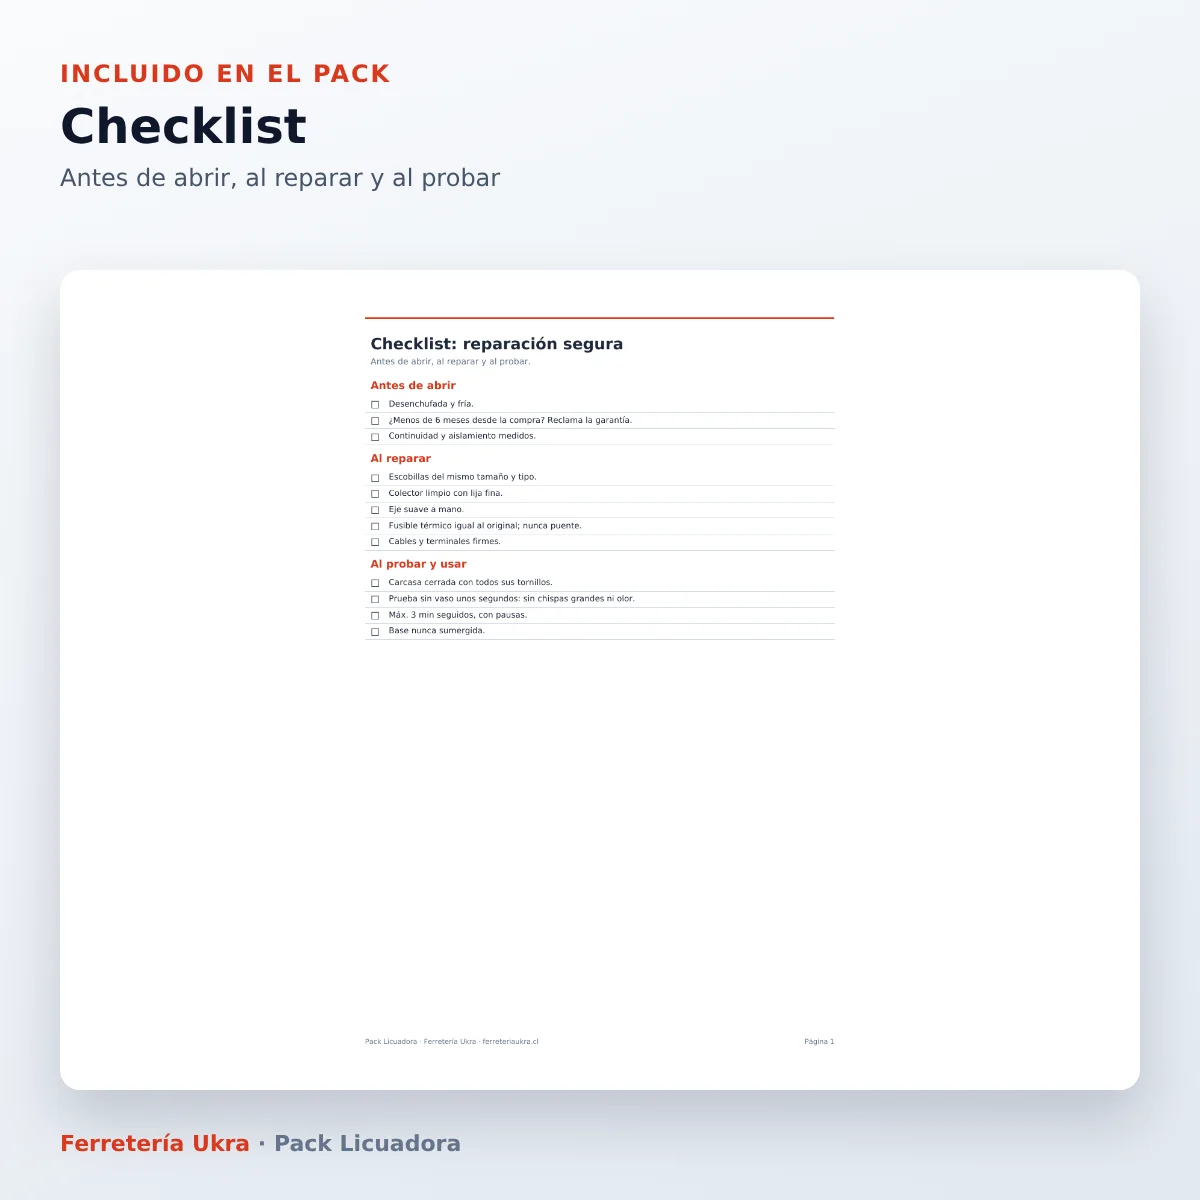 INCLUIDO EN EL PACK
Checklist
Antes de abrir, al reparar y al probar
Checklist: reparación segura
Antes de abrir, al reparar y al probar.
Antes de abrir
Desenchufada y fría.
¿Menos de 6 meses desde la compra? Reclama la garantía.
Continuidad y aislamiento medidos.
Al reparar
Escobillas del mismo tamaño y tipo.
Colector limpio con lija fina.
Eje suave a mano.
Fusible térmico igual al original; nunca puente.
Cables y terminales firmes.
Al probar y usar
Carcasa cerrada con todos sus tornillos.
Prueba sin vaso unos segundos: sin chispas grandes ni olor.
Máx. 3 min seguidos, con pausas.
Base nunca sumergida.
Pack Licuadora · Ferretería Ukra · ferreteriaukra.cl Página 1
Ferretería Ukra · Pack Licuadora